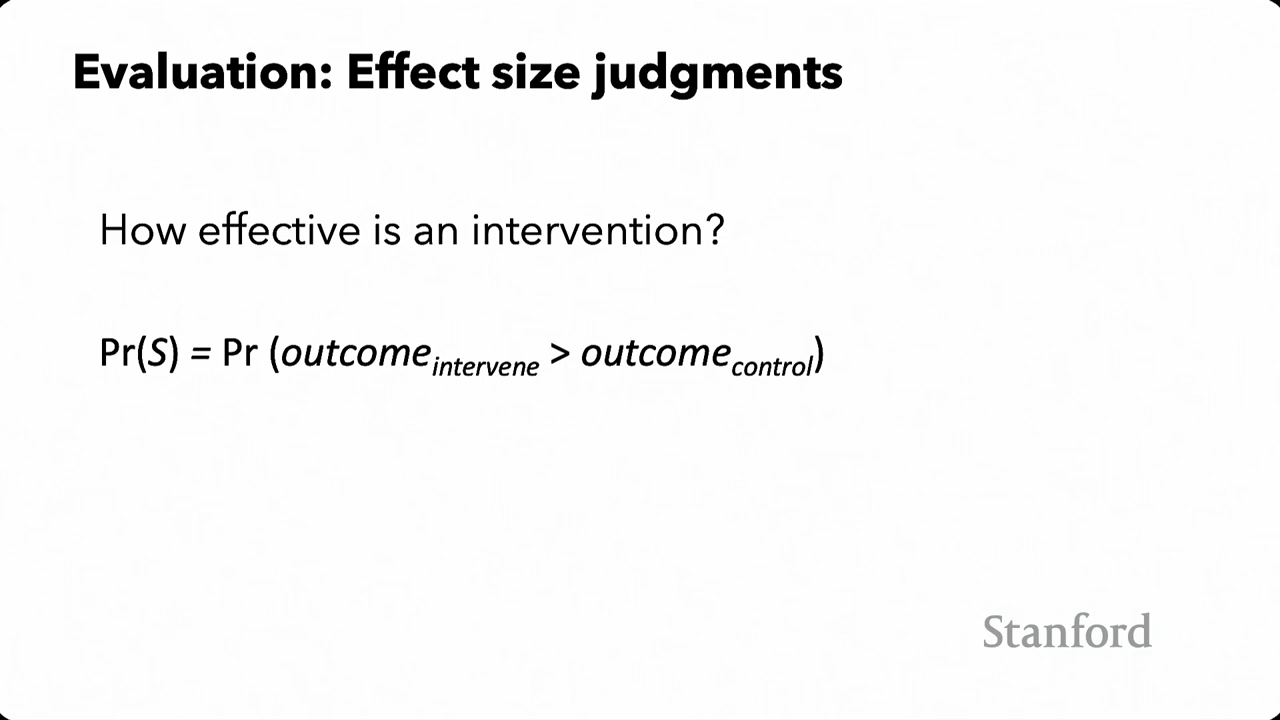 Evaluation: Effect size judgments
How effective is an intervention?
Pr(S) = Pr (outcome_intervene > outcome_control)
Stanford